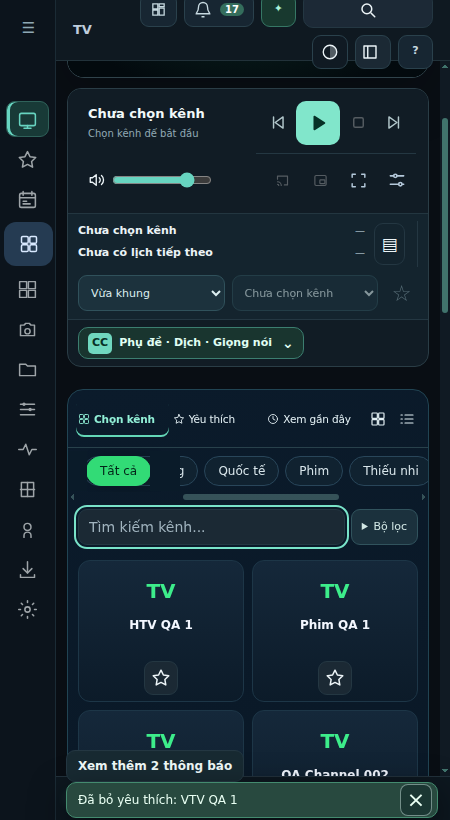 TV
17
?
Chưa chọn kênh
Chọn kênh để bắt đầu
Chưa chọn kênh —
Chưa có lịch tiếp theo —
Vừa khung Chưa chọn kênh
CC Phụ đề · Dịch · Giọng nói
Chọn kênh Yêu thích Xem gần đây
Tất cả g Quốc tế Phim Thiếu nhi
Tìm kiếm kênh... Bộ lọc
TV TV
HTV QA 1 Phim QA 1
TV TV
QA Channel 002
Xem thêm 2 thông báo
Đã bỏ yêu thích: VTV QA 1